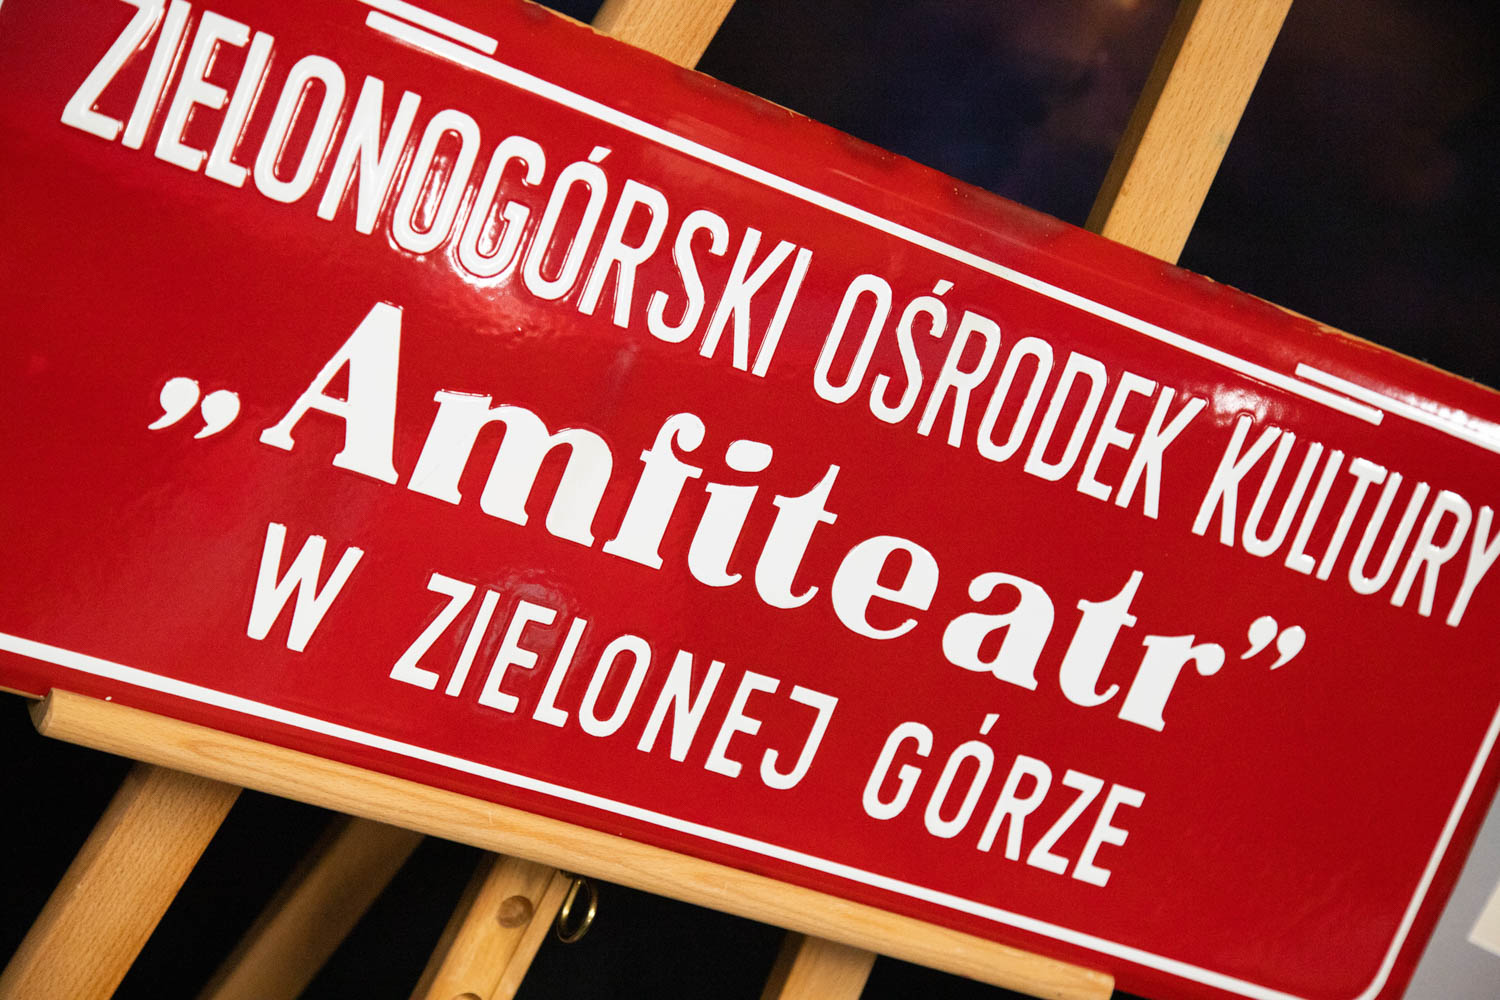 ZIELONOGÓRSKI OŚRODEK KULTURY
„Amfiteatr”
W ZIELONEJ GÓRZE